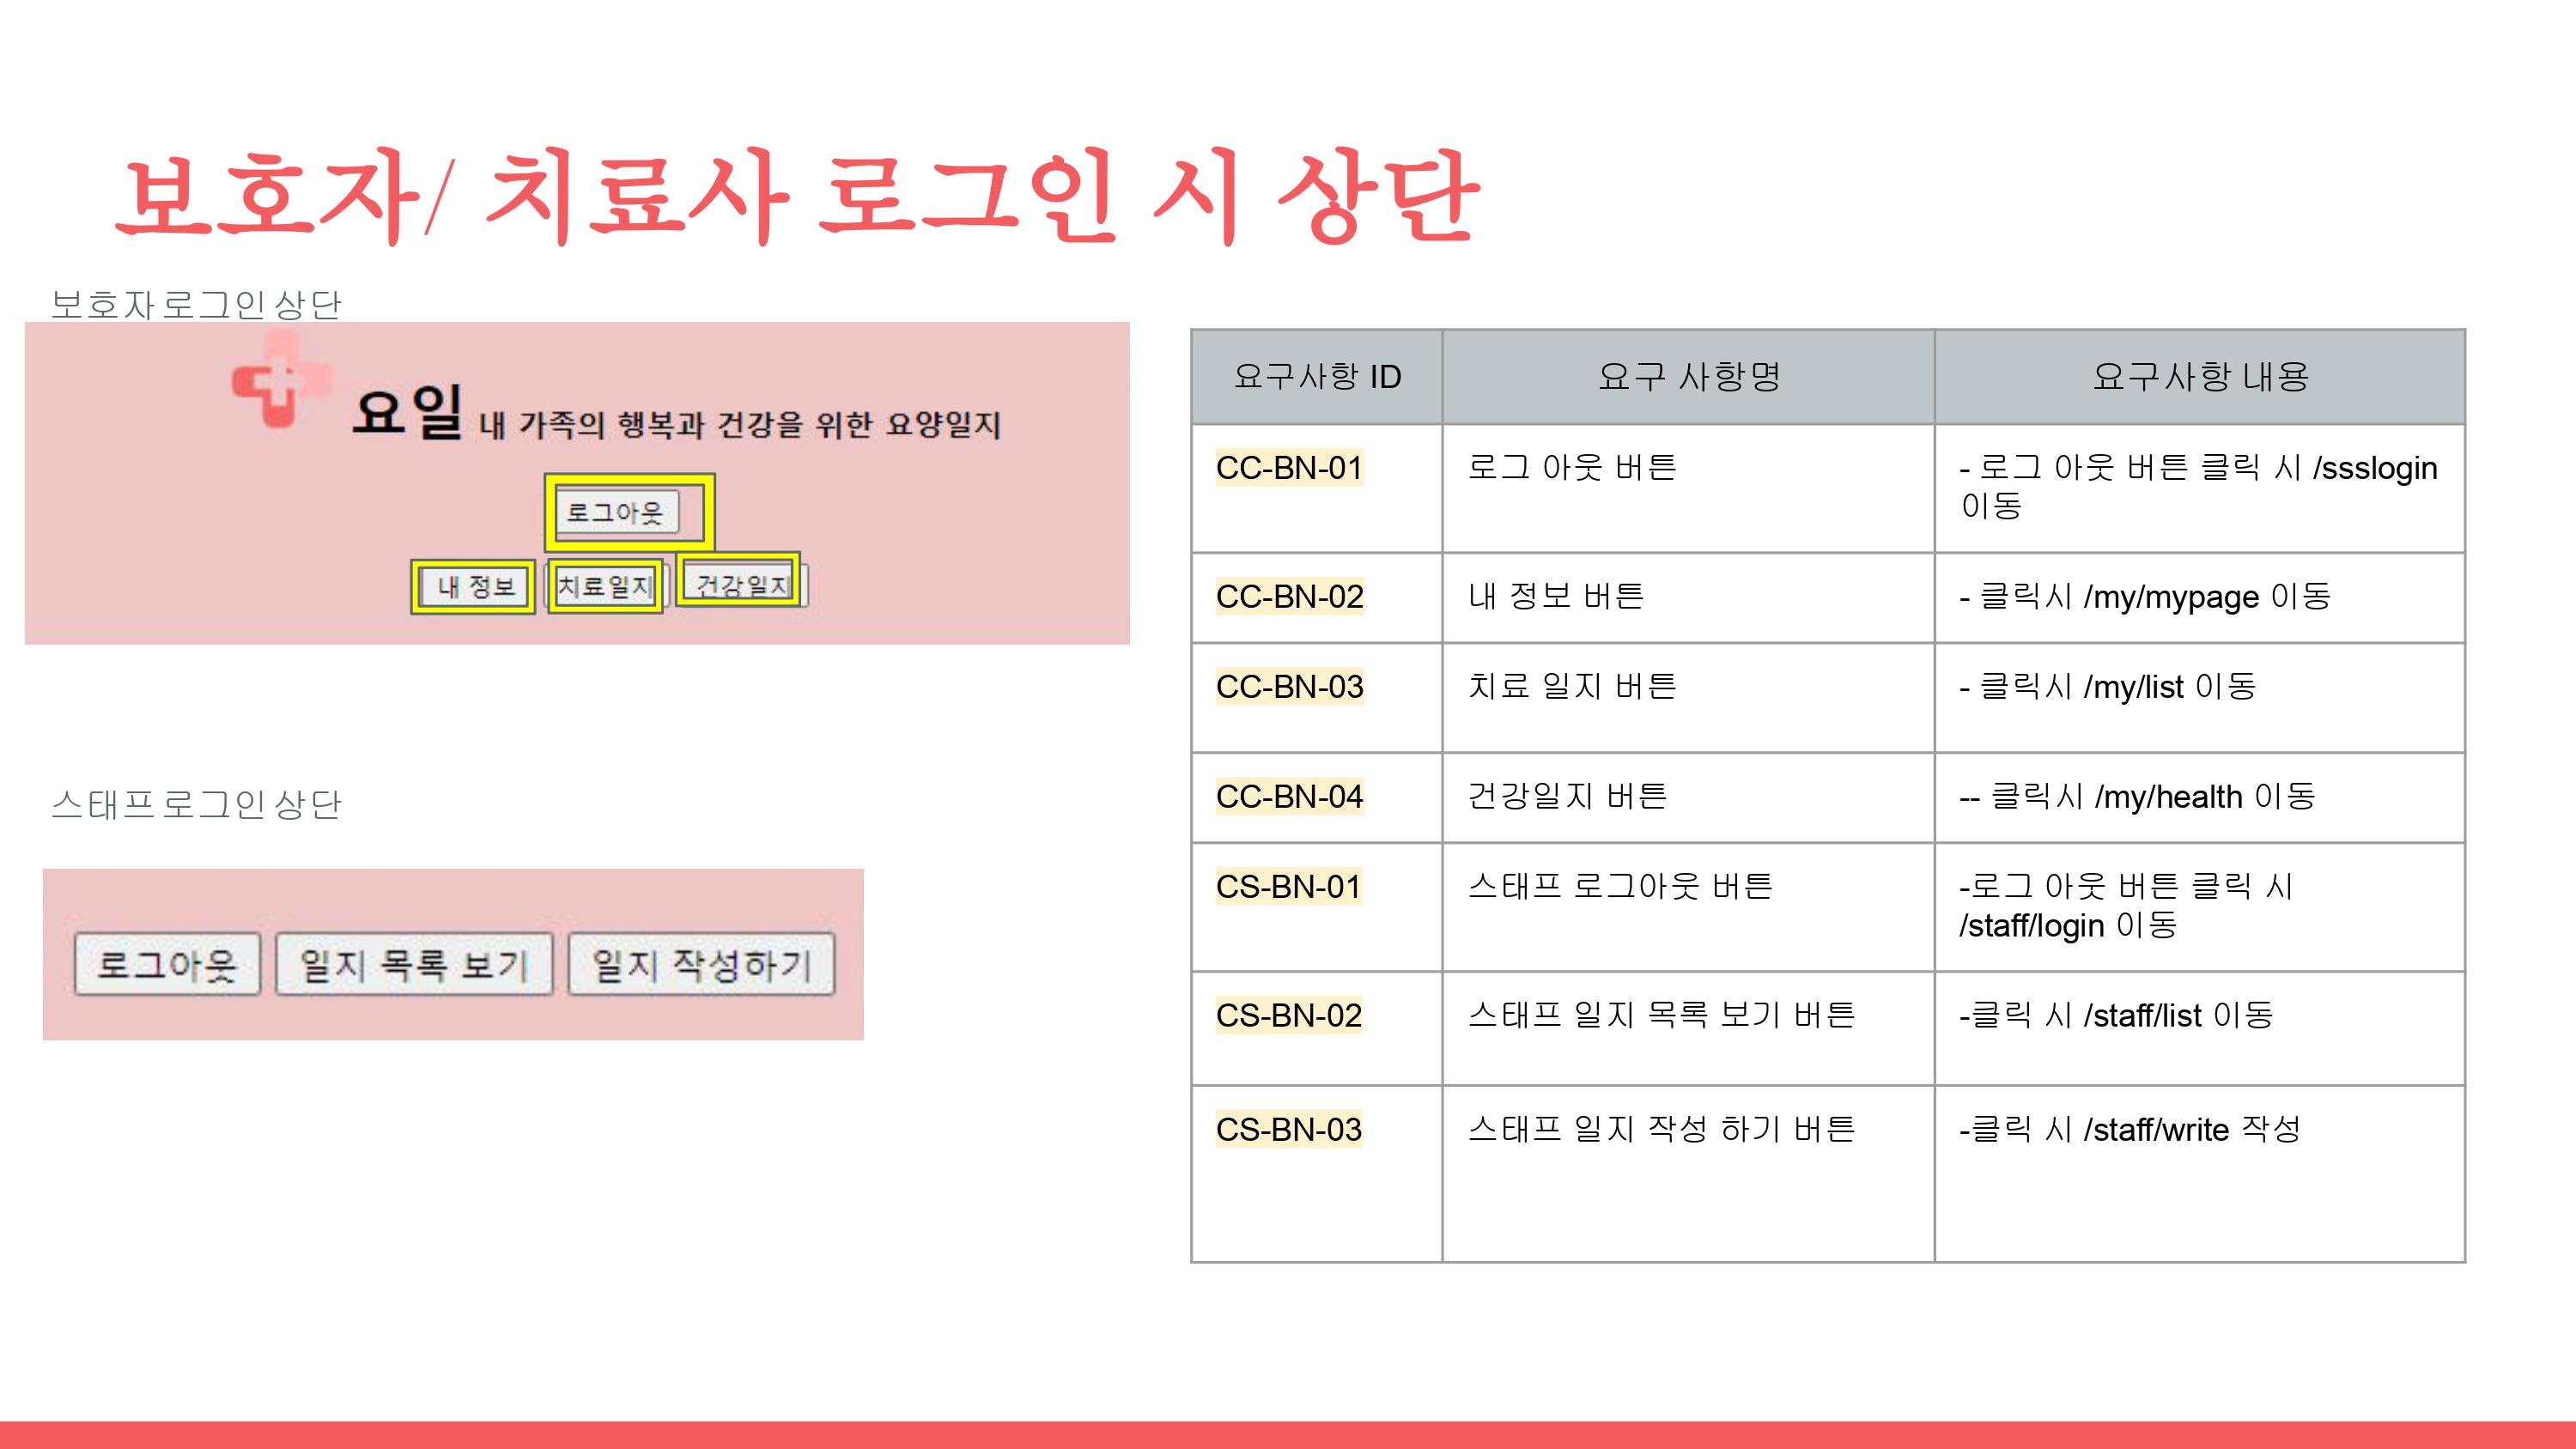 보호자/ 치료사 로그인 시 상단
보호자 로그인 상단
요일 내 가족의 행복과 건강을 위한 요양일지
로그아웃
내 정보 치료일지 건강일지
스태프 로그인 상단
로그아웃 일지 목록 보기 일지 작성하기
요구사항 ID 요구 사항명 요구사항 내용
CC-BN-01 로그 아웃 버튼 - 로그 아웃 버튼 클릭 시 /ssslogin
이동
CC-BN-02 내 정보 버튼 - 클릭시 /my/mypage 이동
CC-BN-03 치료 일지 버튼 - 클릭시 /my/list 이동
CC-BN-04 건강일지 버튼 -- 클릭시 /my/health 이동
CS-BN-01 스태프 로그아웃 버튼 -로그 아웃 버튼 클릭 시
/staff/login 이동
CS-BN-02 스태프 일지 목록 보기 버튼 -클릭 시 /staff/list 이동
CS-BN-03 스태프 일지 작성 하기 버튼 -클릭 시 /staff/write 작성